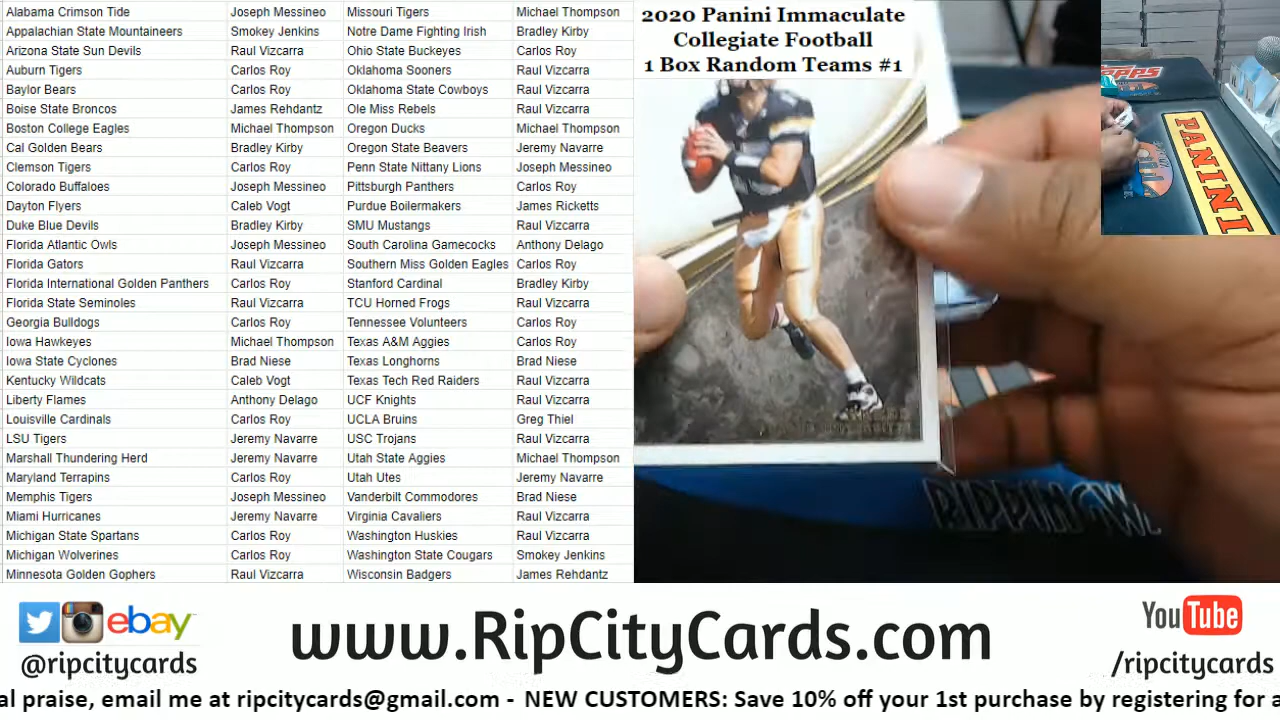 Alabama Crimson Tide Joseph Messineo Missouri Tigers Michael Thompson
Appalachian State Mountaineers Smokey Jenkins Notre Dame Fighting Irish Bradley Kirby
Arizona State Sun Devils Raul Vizcarra Ohio State Buckeyes Carlos Roy
Auburn Tigers Carlos Roy Oklahoma Sooners Raul Vizcarra
Baylor Bears Carlos Roy Oklahoma State Cowboys Raul Vizcarra
Boise State Broncos James Rehdantz Ole Miss Rebels Raul Vizcarra
Boston College Eagles Michael Thompson Oregon Ducks Michael Thompson
Cal Golden Bears Bradley Kirby Oregon State Beavers Jeremy Navarre
Clemson Tigers Carlos Roy Penn State Nittany Lions Joseph Messineo
Colorado Buffaloes Joseph Messineo Pittsburgh Panthers Carlos Roy
Dayton Flyers Caleb Vogt Purdue Boilermakers James Ricketts
Duke Blue Devils Bradley Kirby SMU Mustangs Raul Vizcarra
Florida Atlantic Owls Joseph Messineo South Carolina Gamecocks Anthony Delago
Florida Gators Raul Vizcarra Southern Miss Golden Eagles Carlos Roy
Florida International Golden Panthers Carlos Roy Stanford Cardinal Bradley Kirby
Florida State Seminoles Raul Vizcarra TCU Horned Frogs Raul Vizcarra
Georgia Bulldogs Carlos Roy Tennessee Volunteers Carlos Roy
Iowa Hawkeyes Michael Thompson Texas A&M Aggies Carlos Roy
Iowa State Cyclones Brad Niese Texas Longhorns Brad Niese
Kentucky Wildcats Caleb Vogt Texas Tech Red Raiders Raul Vizcarra
Liberty Flames Anthony Delago UCF Knights Raul Vizcarra
Louisville Cardinals Carlos Roy UCLA Bruins Greg Thiel
LSU Tigers Jeremy Navarre USC Trojans Raul Vizcarra
Marshall Thundering Herd Jeremy Navarre Utah State Aggies Michael Thompson
Maryland Terrapins Carlos Roy Utah Utes Jeremy Navarre
Memphis Tigers Joseph Messineo Vanderbilt Commodores Brad Niese
Miami Hurricanes Jeremy Navarre Virginia Cavaliers Raul Vizcarra
Michigan State Spartans Carlos Roy Washington Huskies Raul Vizcarra
Michigan Wolverines Carlos Roy Washington State Cougars Smokey Jenkins
Minnesota Golden Gophers Raul Vizcarra Wisconsin Badgers James Rehdantz
2020 Panini Immaculate
Collegiate Football
1 Box Random Teams #1
PANINI
ebay
@ripcitycards
www.RipCityCards.com
YouTube
/ripcitycards
al praise, email me at ripcitycards@gmail.com - NEW CUSTOMERS: Save 10% off your 1st purchase by registering for a